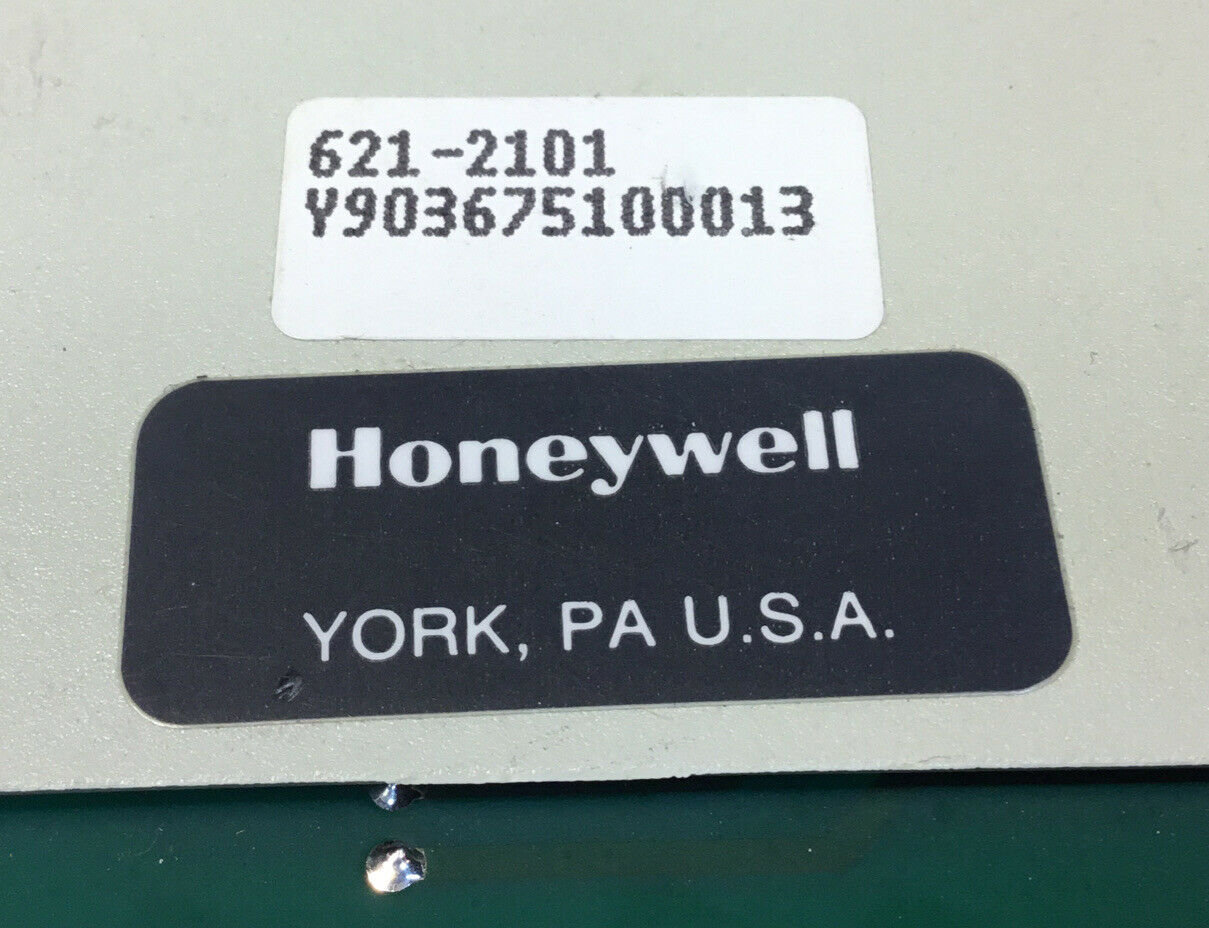 621-2101
Y903675100013
Honeywell
YORK, PA U.S.A.